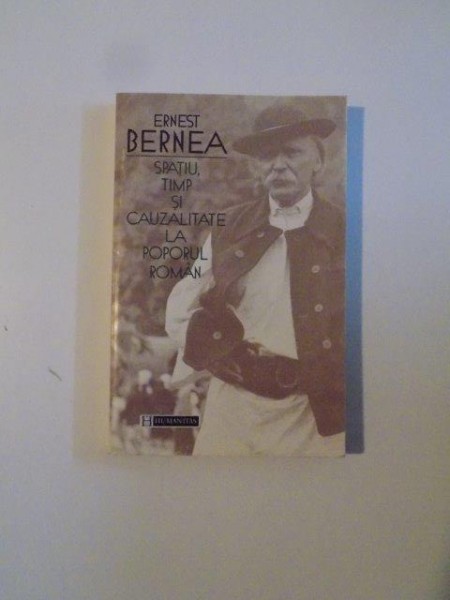 ERNEST
BERNEA
SPAȚIU,
TIMP
ȘI
CAUZALITATE
LA
POPORUL
ROMÂN
H HUMANITAS